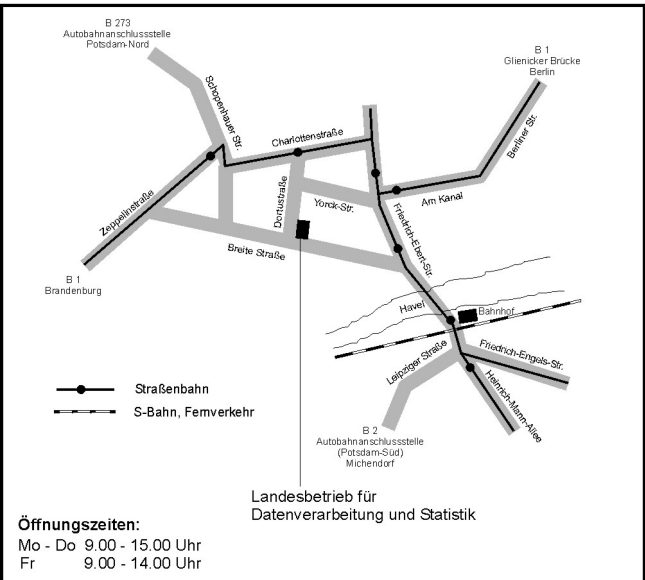 B 273
Autobahnanschlussstelle
Potsdam-Nord
B 1
Glienicker Brücke
Berlin
Schopenhauer Str.
Charlottenstraße
Berliner Str.
Zeppelinstraße
Dortustraße
Yorck-Str.
Am Kanal
Friedrich-Ebert-Str.
Breite Straße
B 1
Brandenburg
Havel
Bahnhof
Leipziger Straße
Friedrich-Engels-Str.
Heinrich-Mann-Allee
Straßenbahn
S-Bahn, Fernverkehr
B 2
Autobahnanschlussstelle
(Potsdam-Süd)
Michendorf
Landesbetrieb für
Datenverarbeitung und Statistik
Öffnungszeiten:
Mo - Do 9.00 - 15.00 Uhr
Fr 9.00 - 14.00 Uhr